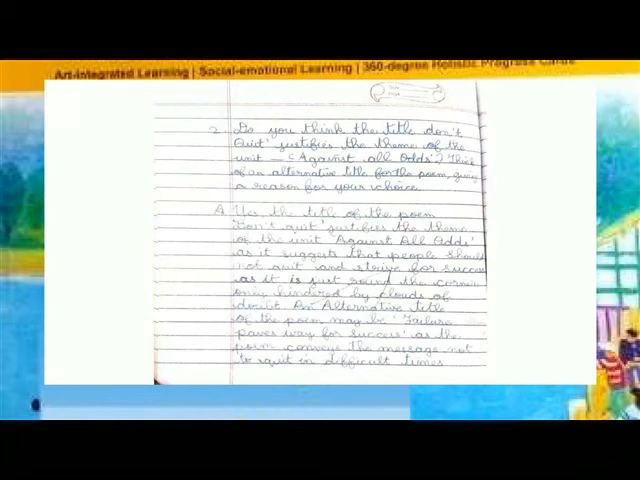 Art-Integrated Learning | Social-emotional Learning | 360-degree Holistic Progress Cards
2. Do you think the title don't
Quit' justifies the theme of the
unit – 'Against all Odds'? Think
of an alternative title for the poem, giving
a reason for your choice
A. Yes the title of the poem
'Don't quit' justifies the theme
of the unit 'Against All Odds'
as it suggests that people should
not quit and strive for success
as It is just round the corner
only hindered by clouds of
doubt An Alternative title
of the poem may be 'Failure
paves way for success' as the
poem conveys the message not
to quit in difficult times